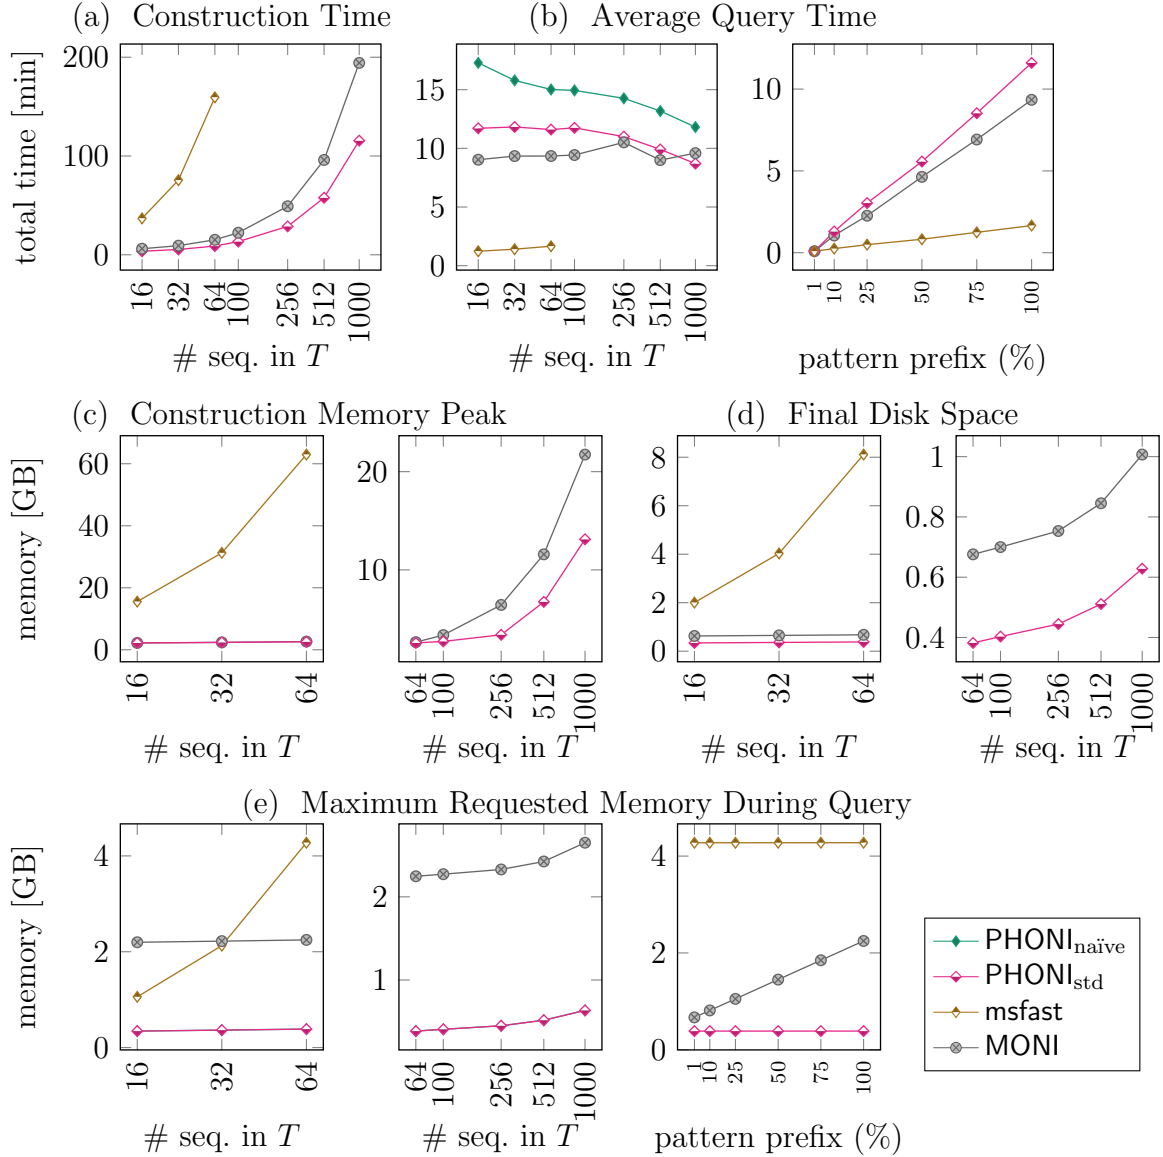 (a) Construction Time
(b) Average Query Time
total time [min]
200
100
0
16 32 64 100 256 512 1000
# seq. in T
15
10
5
0
16 32 64 100 256 512 1000
# seq. in T
10
5
0
1 10 25 50 75 100
pattern prefix (%)
(c) Construction Memory Peak
(d) Final Disk Space
memory [GB]
60
40
20
0
16 32 64
# seq. in T
20
10
64 100 256 512 1000
# seq. in T
8
6
4
2
0
16 32 64
# seq. in T
1
0.8
0.6
0.4
64 100 256 512 1000
# seq. in T
(e) Maximum Requested Memory During Query
memory [GB]
4
2
0
16 32 64
# seq. in T
2
1
64 100 256 512 1000
# seq. in T
4
2
0
1 10 25 50 75 100
pattern prefix (%)
PHONI naïve
PHONI std
msfast
MONI